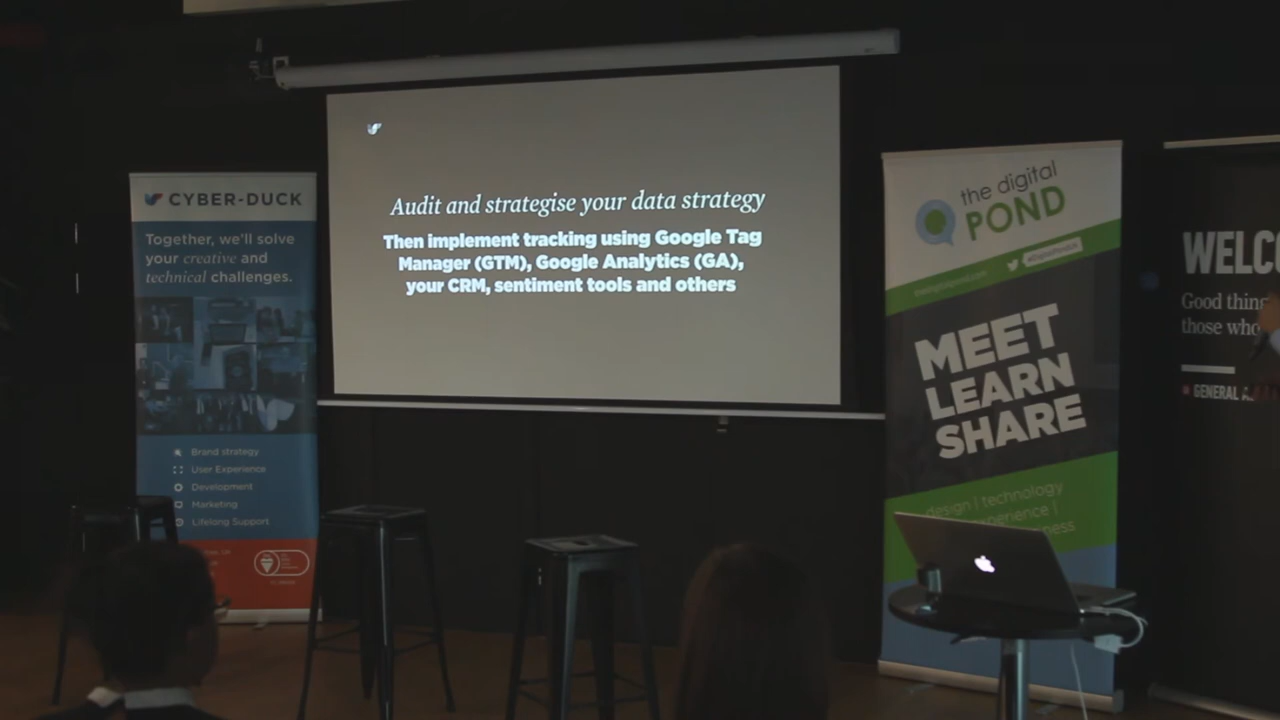 CYBER-DUCK
Together, we'll solve
your creative and
technical challenges.
Brand strategy
User Experience
Development
Marketing
Lifelong Support
Audit and strategise your data strategy
Then implement tracking using Google Tag
Manager (GTM), Google Analytics (GA),
your CRM, sentiment tools and others
the digital
POND
MEET
LEARN
SHARE
design | technology
WELCO
Good thing
those who
GENERAL A